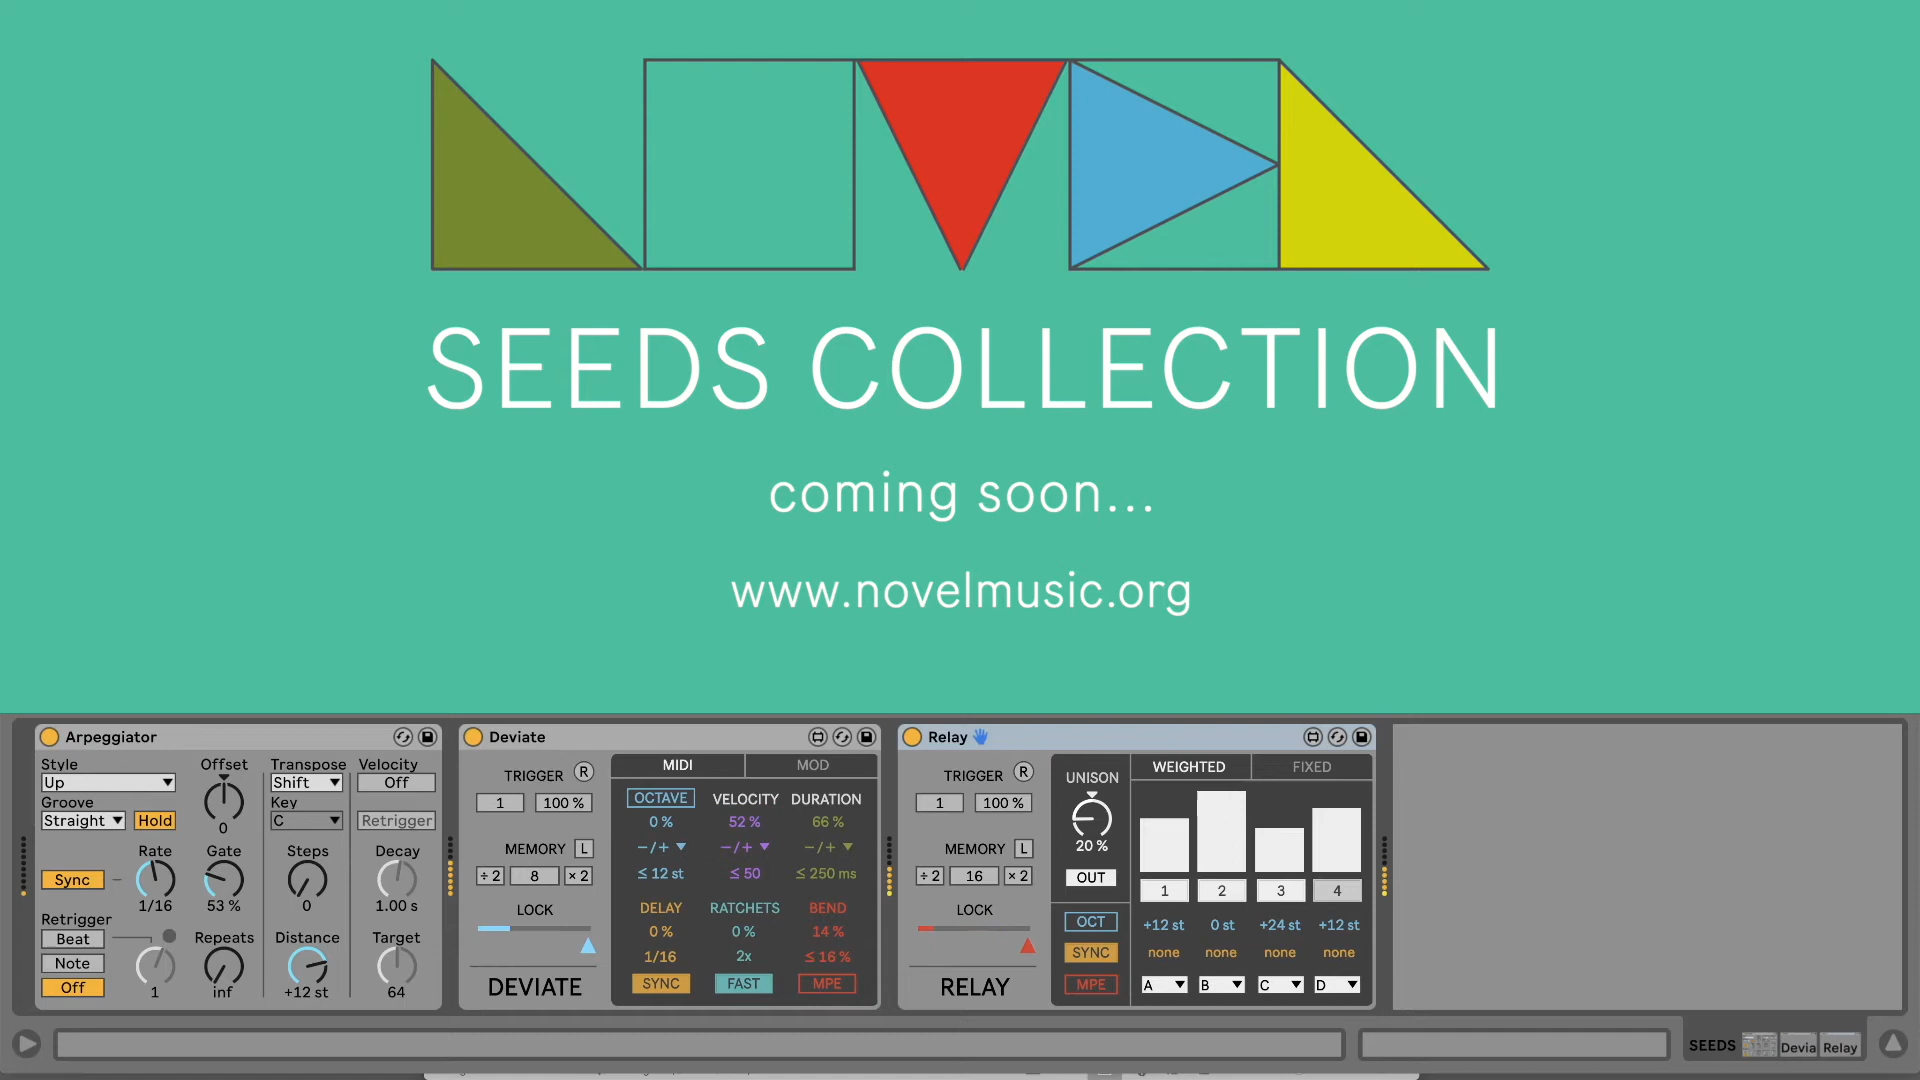 SEEDS COLLECTION
coming soon...
www.novelmusic.org
Arpeggiator
Style
Up
Groove
Straight
Hold
Offset
0
Transpose
Shift
Key
C
Velocity
Off
Retrigger
Rate
1/16
Gate
53 %
Steps
0
Decay
1.00 s
Sync
Retrigger
Beat
Note
Off
1
Repeats
inf
Distance
+12 st
Target
64
Deviate
TRIGGER R
1 100 %
MEMORY L
÷ 2 8 × 2
LOCK
DEVIATE
MIDI MOD
OCTAVE VELOCITY DURATION
0 % 52 % 66 %
−/+ −/+ −/+
≤ 12 st ≤ 50 ≤ 250 ms
DELAY RATCHETS BEND
0 % 0 % 14 %
1/16 2x ≤ 16 %
SYNC FAST MPE
Relay
TRIGGER R
1 100 %
MEMORY L
÷ 2 16 × 2
LOCK
RELAY
UNISON
20 %
OUT
OCT
SYNC
MPE
WEIGHTED FIXED
1 2 3 4
+12 st 0 st +24 st +12 st
none none none none
A B C D
SEEDS Devia Relay